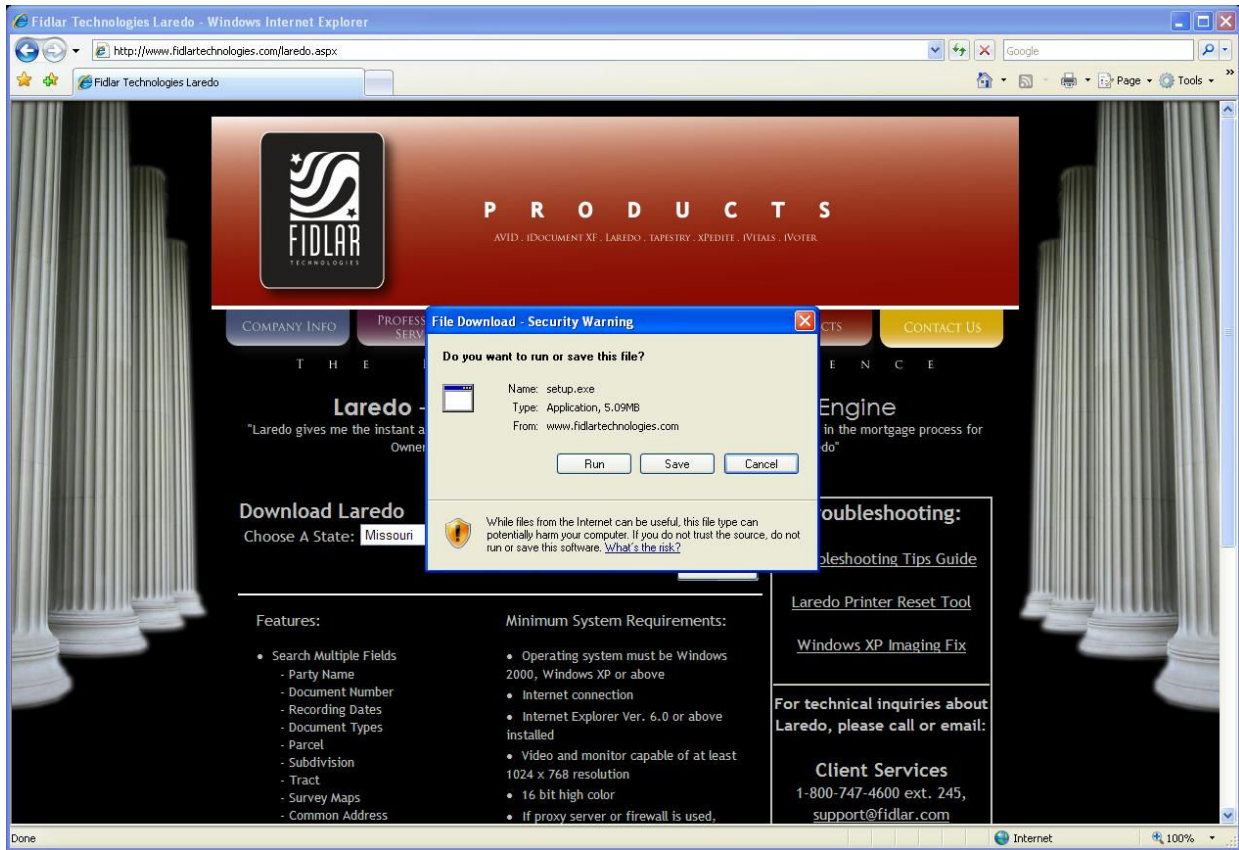 Fidlar Technologies Laredo - Windows Internet Explorer
http://www.fidlartechnologies.com/laredo.aspx
Google
Fidlar Technologies Laredo
Page
Tools
FIDLAR
TECHNOLOGIES
PRODUCTS
AVID . iDocument XF . Laredo . tapestry . xPedite . iVitals . iVoter
Company Info
Profess
Serv
cts
Contact Us
T H E
E N C E
Laredo -
Engine
"Laredo gives me the instant a
in the mortgage process for
Owner
do"
File Download - Security Warning
Do you want to run or save this file?
Name: setup.exe
Type: Application, 5.09MB
From: www.fidlartechnologies.com
Run
Save
Cancel
While files from the Internet can be useful, this file type can
potentially harm your computer. If you do not trust the source, do not
run or save this software. What's the risk?
Download Laredo
Choose A State: Missouri
Features:
• Search Multiple Fields
- Party Name
- Document Number
- Recording Dates
- Document Types
- Parcel
- Subdivision
- Tract
- Survey Maps
- Common Address
Minimum System Requirements:
• Operating system must be Windows
2000, Windows XP or above
• Internet connection
• Internet Explorer Ver. 6.0 or above
installed
• Video and monitor capable of at least
1024 x 768 resolution
• 16 bit high color
• If proxy server or firewall is used,
oubleshooting:
bleshooting Tips Guide
Laredo Printer Reset Tool
Windows XP Imaging Fix
For technical inquiries about
Laredo, please call or email:
Client Services
1-800-747-4600 ext. 245,
support@fidlar.com
Done
Internet
100%